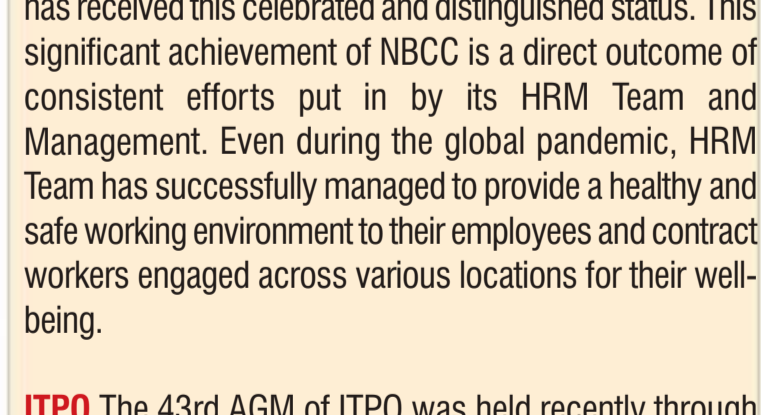 has received this celebrated and distinguished status. This
significant achievement of NBCC is a direct outcome of
consistent efforts put in by its HRM Team and
Management. Even during the global pandemic, HRM
Team has successfully managed to provide a healthy and
safe working environment to their employees and contract
workers engaged across various locations for their well-
being.
ITPO The 43rd AGM of ITPO was held recently through